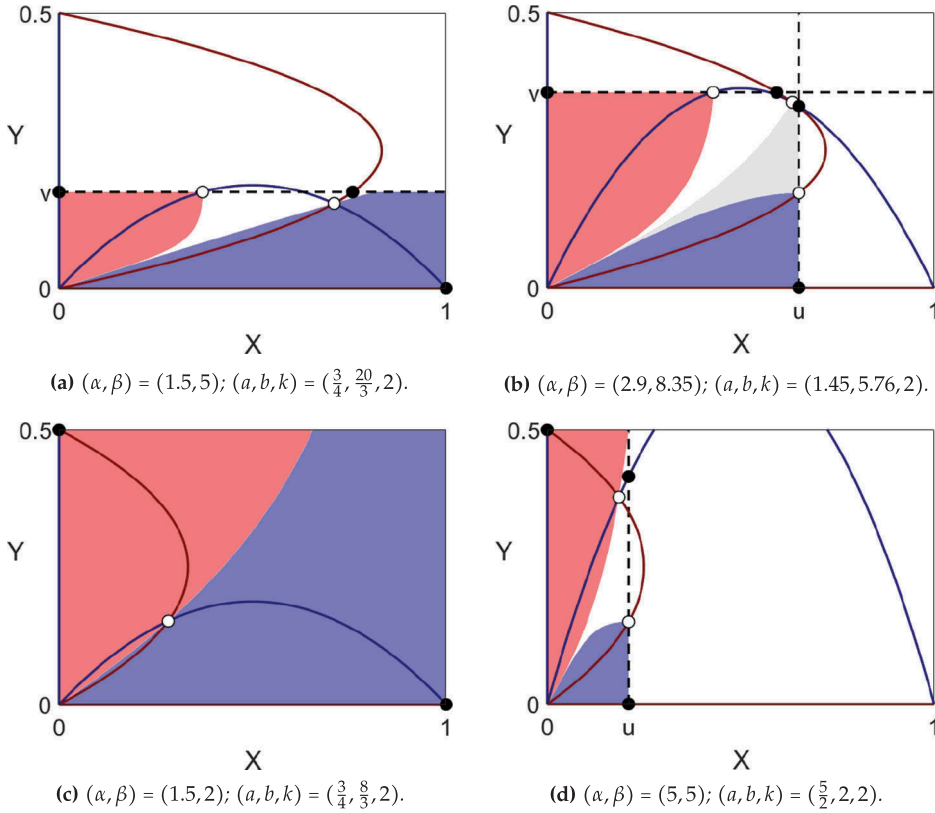 0.5
Y
v
0
0
1
X
(a) (α, β) = (1.5, 5); (a, b, k) = (3/4, 20/3, 2).
0.5
Y
v
0
0
u
1
X
(b) (α, β) = (2.9, 8.35); (a, b, k) = (1.45, 5.76, 2).
0.5
Y
0
0
1
X
(c) (α, β) = (1.5, 2); (a, b, k) = (3/4, 8/3, 2).
0.5
Y
0
0
u
1
X
(d) (α, β) = (5, 5); (a, b, k) = (5/2, 2, 2).